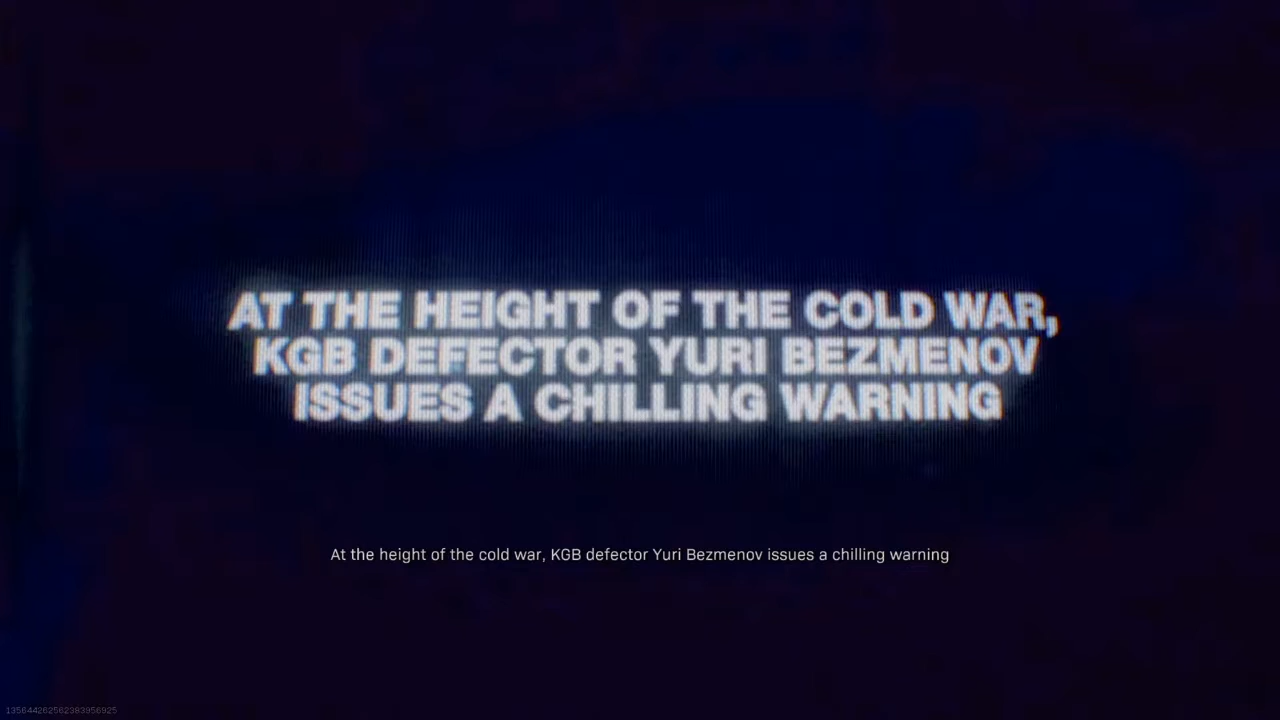 AT THE HEIGHT OF THE COLD WAR,
KGB DEFECTOR YURI BEZMENOV
ISSUES A CHILLING WARNING
At the height of the cold war, KGB defector Yuri Bezmenov issues a chilling warning
135644262562383956925